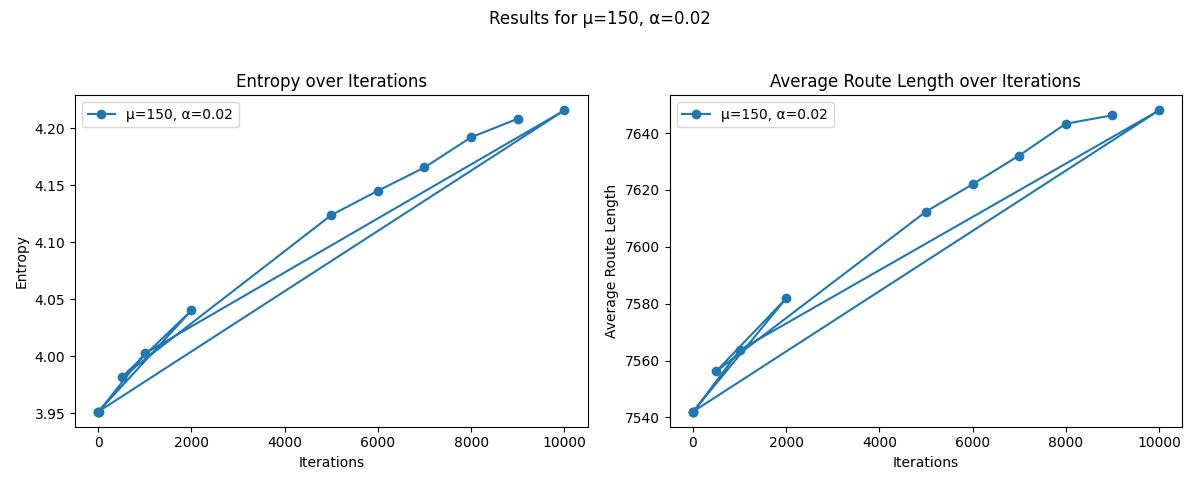 Results for μ=150, α=0.02
Entropy over Iterations
μ=150, α=0.02
4.20
4.15
4.10
4.05
4.00
3.95
Entropy
0 2000 4000 6000 8000 10000
Iterations
Average Route Length over Iterations
μ=150, α=0.02
7640
7620
7600
7580
7560
7540
Average Route Length
0 2000 4000 6000 8000 10000
Iterations